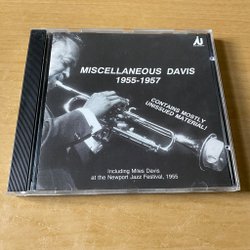 MISCELLANEOUS DAVIS
1955-1957
CONTAINS MOSTLY
UNISSUED MATERIAL!
Including Miles Davis
at the Newport Jazz Festival, 1955